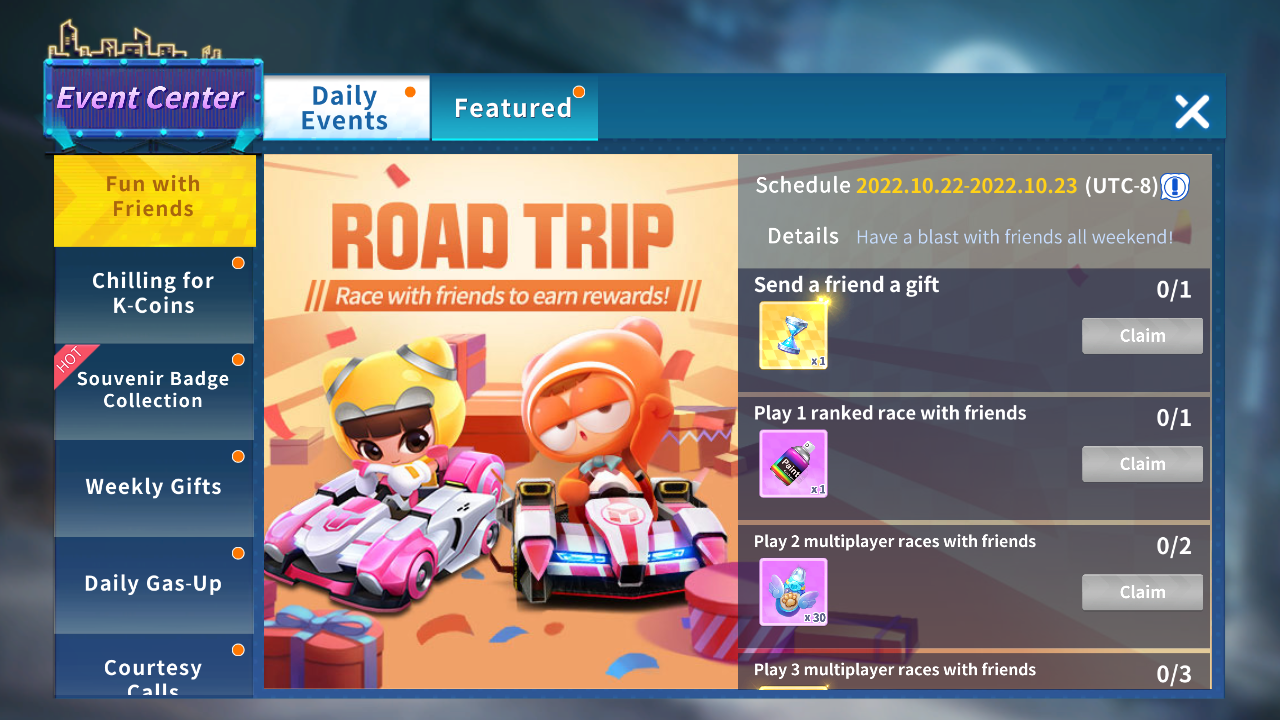 Event Center
Daily
Events
Featured
Fun with
Friends
Chilling for
K-Coins
HOT
Souvenir Badge
Collection
Weekly Gifts
Daily Gas-Up
Courtesy
Calls
ROAD TRIP
Race with friends to earn rewards!
Schedule 2022.10.22-2022.10.23 (UTC-8)
Details Have a blast with friends all weekend!
Send a friend a gift
0/1
x1
Claim
Play 1 ranked race with friends
0/1
Paint
x1
Claim
Play 2 multiplayer races with friends
0/2
x30
Claim
Play 3 multiplayer races with friends
0/3